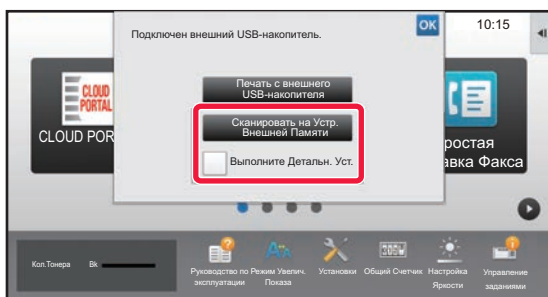 Подключен внешний USB-накопитель.
OK
10:15
Печать с внешнего
USB-накопителя
Сканировать на Устр.
Внешней Памяти
Выполните Детальн. Уст.
CLOUD
PORTAL
CLOUD POR
ростая
авка Факса
Кол.Тонера Bk
Руководство по
эксплуатации
Режим Увелич.
Показа
Установки
Общий Счетчик
Настройка
Яркости
Управление
заданиями